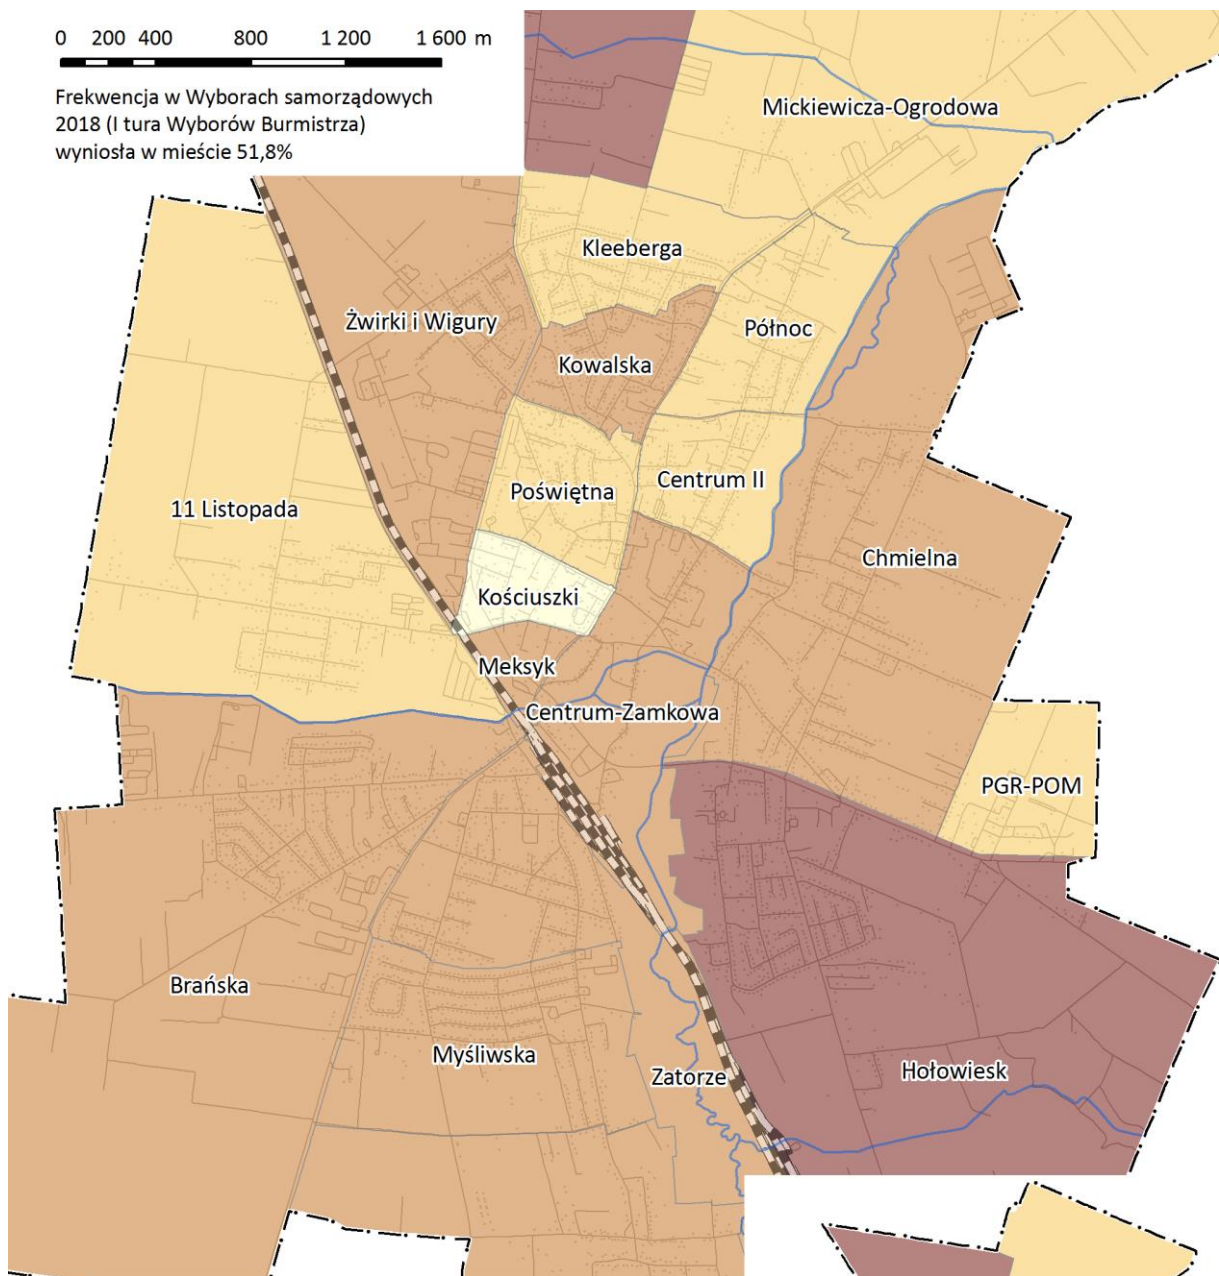 0 200 400 800 1 200 1 600 m
Frekwencja w Wyborach samorządowych
2018 (I tura Wyborów Burmistrza)
wyniosła w mieście 51,8%
Mickiewicza-Ogrodowa
Kleeberga
Żwirki i Wigury
Północ
Kowalska
Poświętna
Centrum II
11 Listopada
Chmielna
Kościuszki
Meksyk
Centrum-Zamkowa
PGR-POM
Brańska
Myśliwska
Zatorze
Hołowiesk